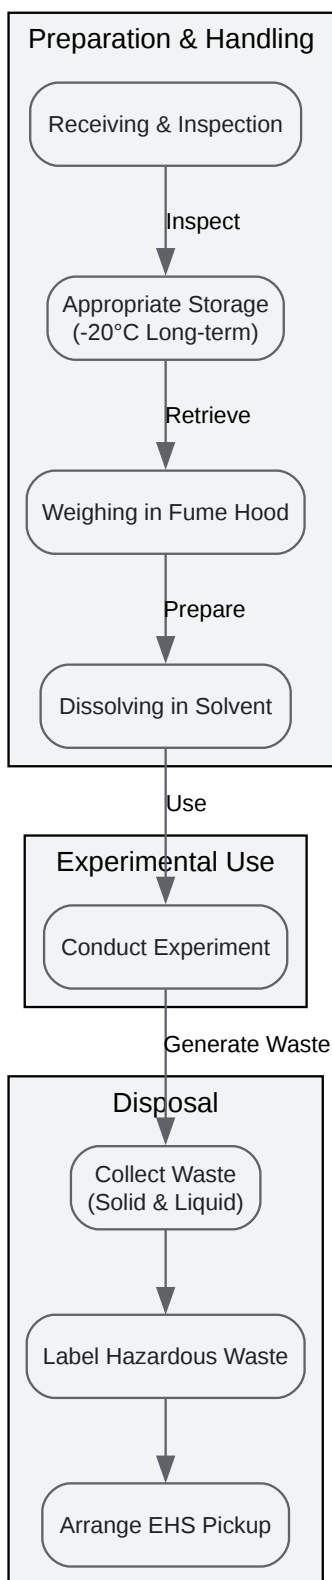 Preparation & Handling
Receiving & Inspection
Inspect
Appropriate Storage
(-20°C Long-term)
Retrieve
Weighing in Fume Hood
Prepare
Dissolving in Solvent
Use
Experimental Use
Conduct Experiment
Generate Waste
Disposal
Collect Waste
(Solid & Liquid)
Label Hazardous Waste
Arrange EHS Pickup